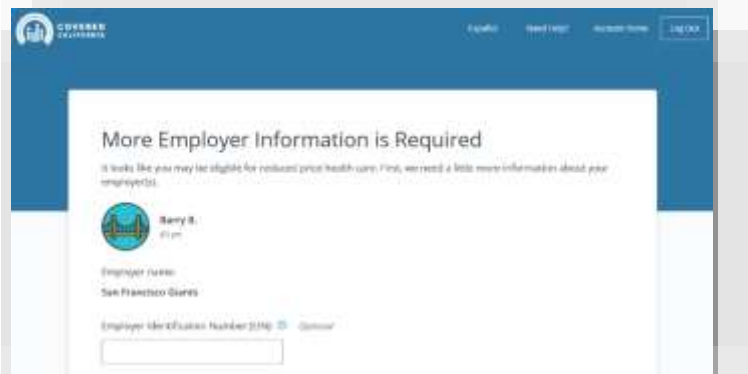 COVERED
CALIFORNIA
Español Need Help? Account Home Log Out
More Employer Information is Required
It looks like you may be eligible for reduced price health care. First, we need a little more information about your
employer(s).
Barry B.
Employer name:
San Francisco Giants
Employer Identification Number (EIN) Optional